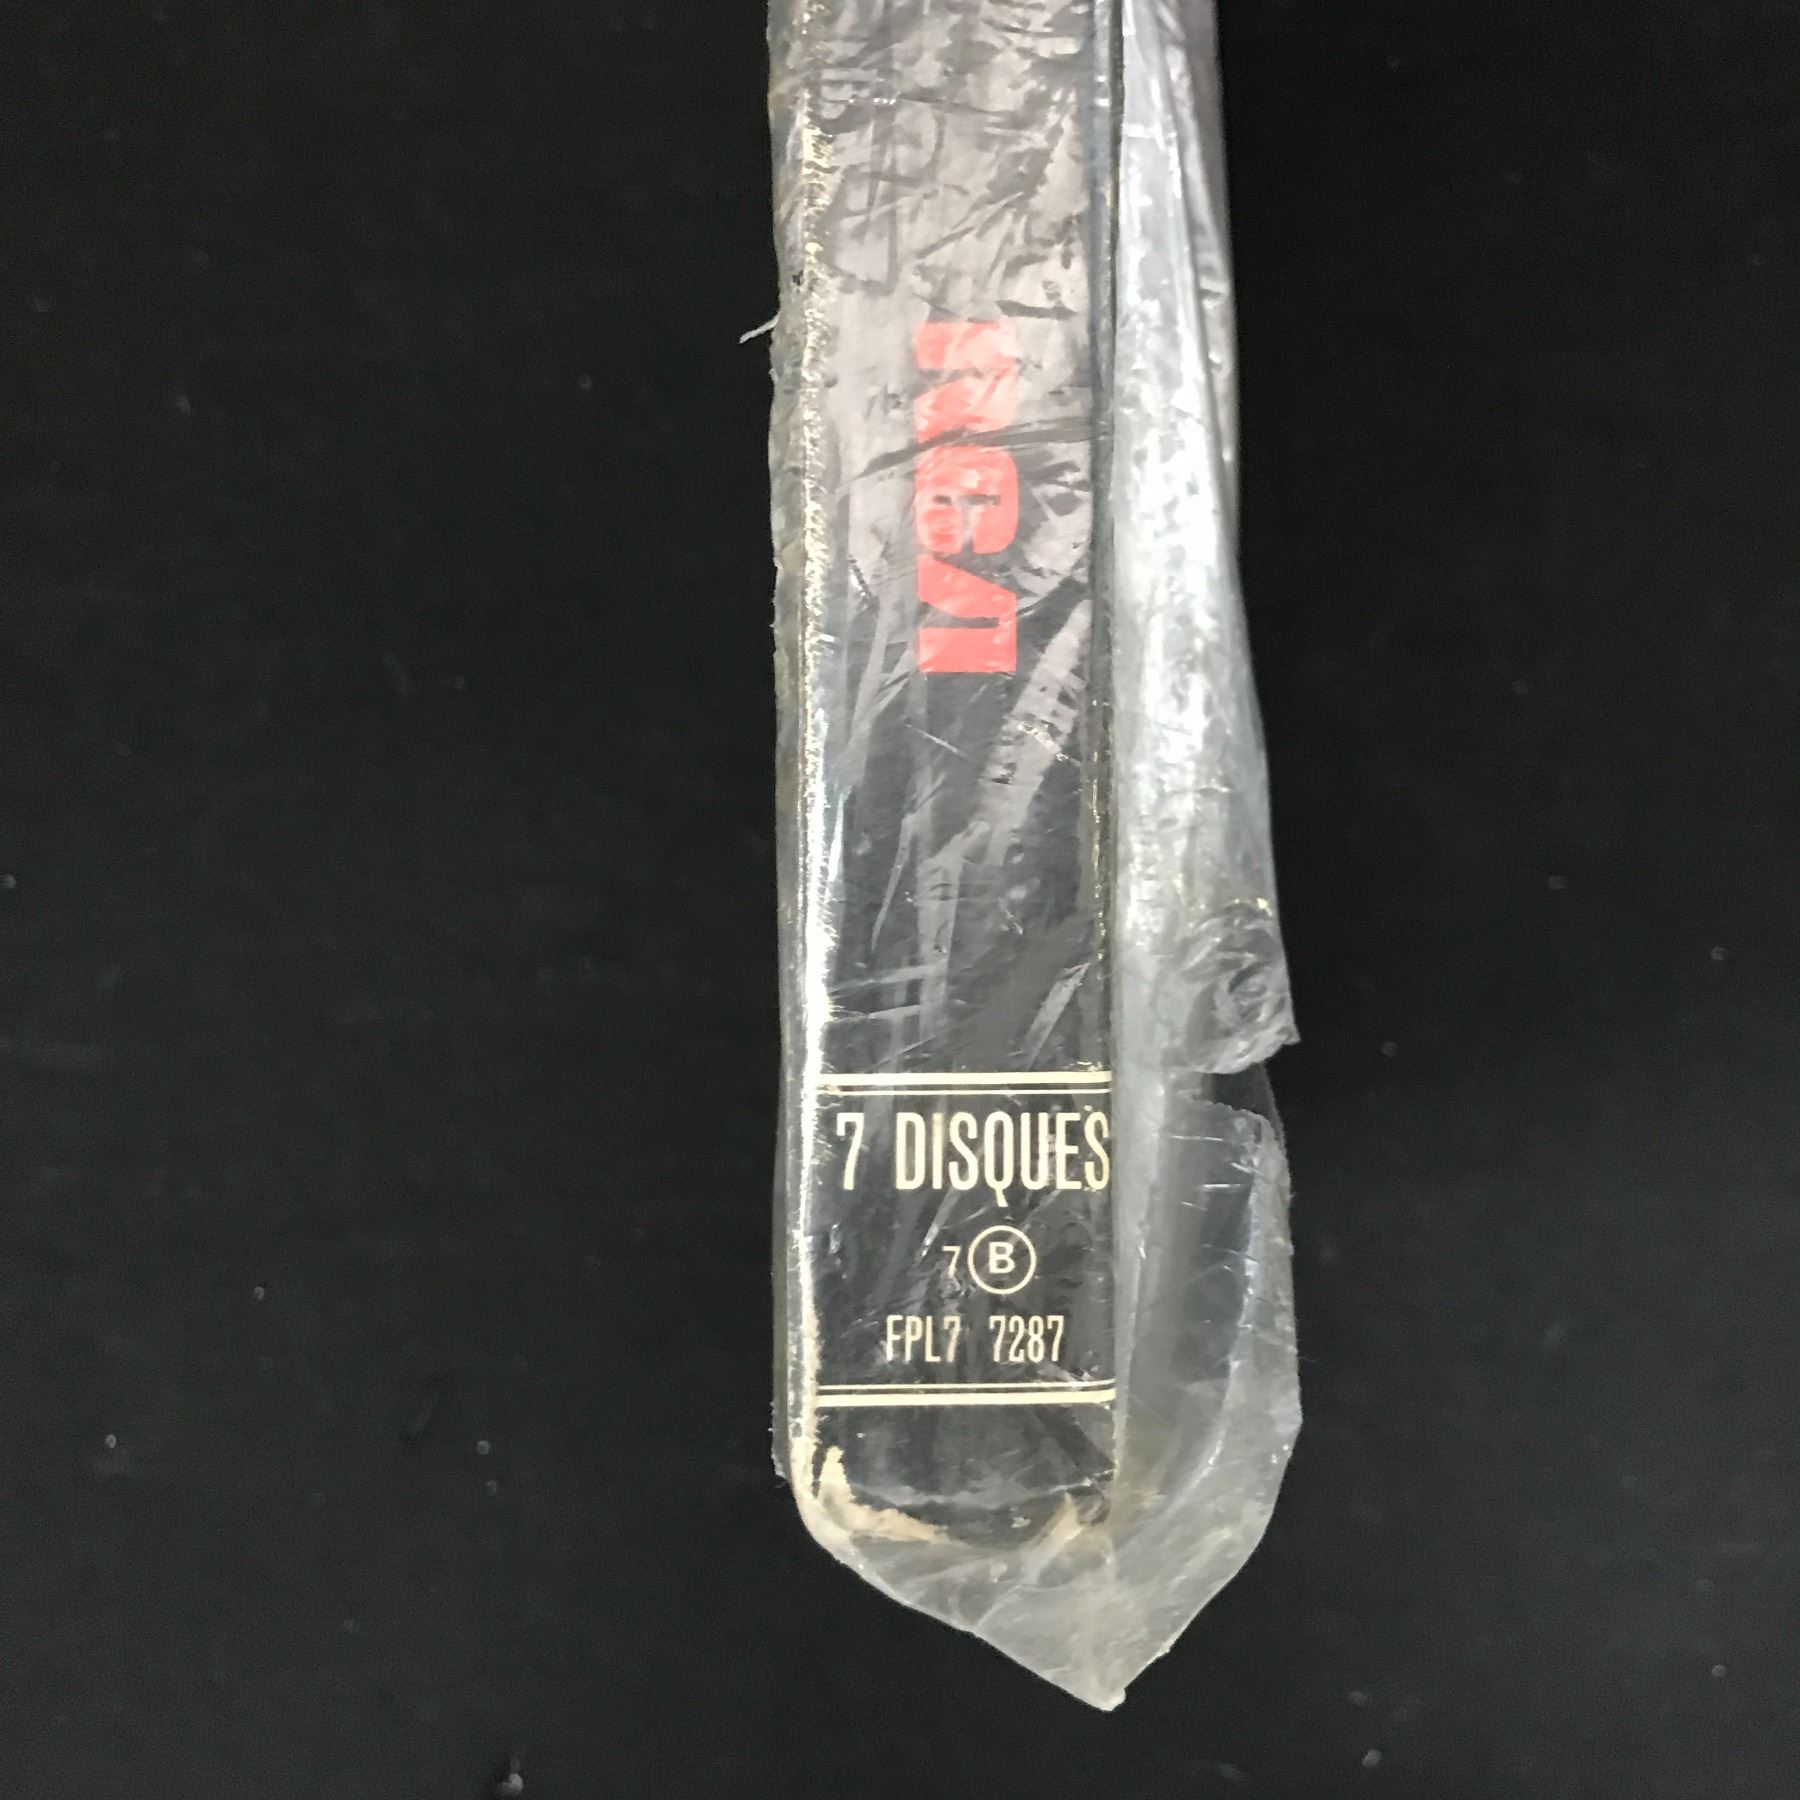 RCA
7 DISQUES
7 B
FPL7 7287